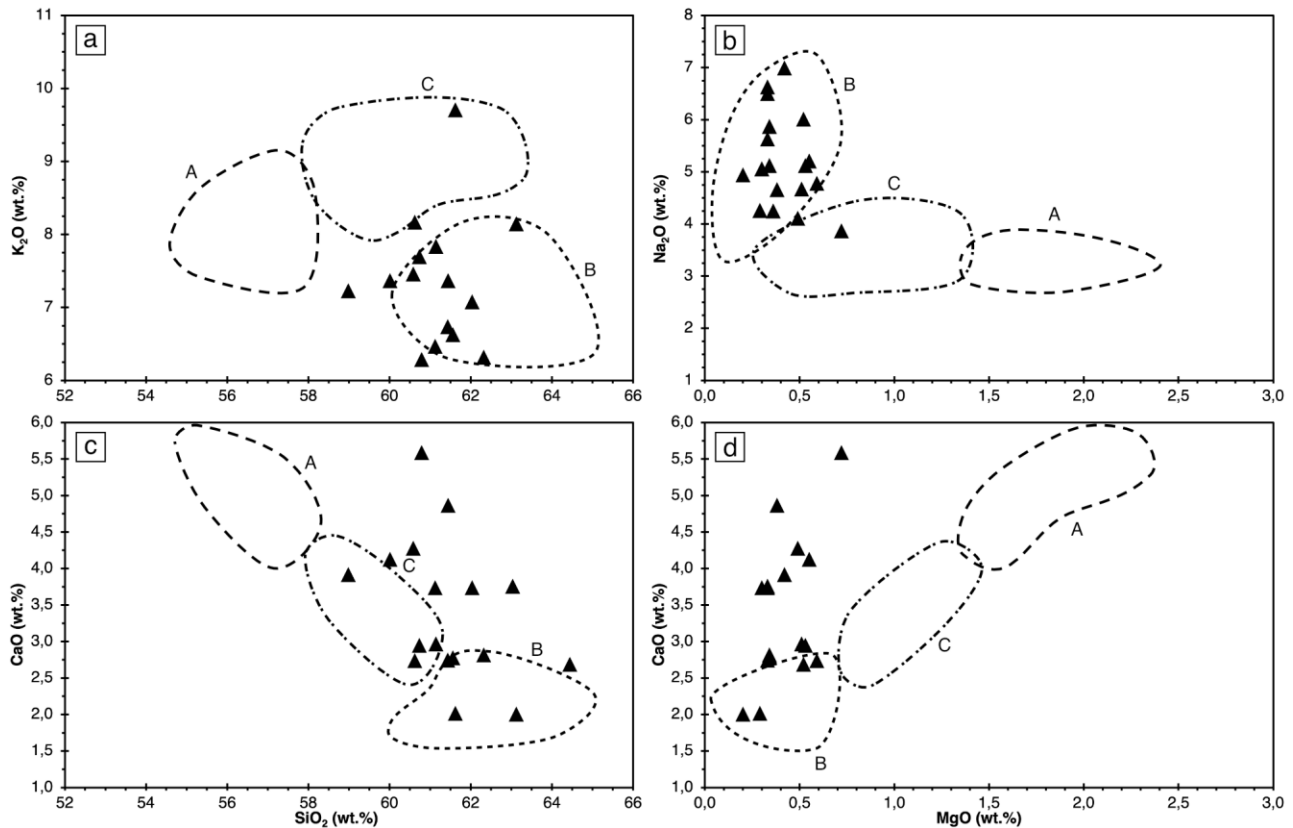 a
11
10
9
8
7
6
K₂O (wt.%)
A
C
B
52 54 56 58 60 62 64 66
b
8
7
6
5
4
3
2
1
Na₂O (wt.%)
B
C
A
0,0 0,5 1,0 1,5 2,0 2,5 3,0
c
6,0
5,5
5,0
4,5
4,0
3,5
3,0
2,5
2,0
1,5
1,0
CaO (wt.%)
A
C
B
52 54 56 58 60 62 64 66
SiO₂ (wt.%)
d
6,0
5,5
5,0
4,5
4,0
3,5
3,0
2,5
2,0
1,5
1,0
CaO (wt.%)
A
C
B
0,0 0,5 1,0 1,5 2,0 2,5 3,0
MgO (wt.%)